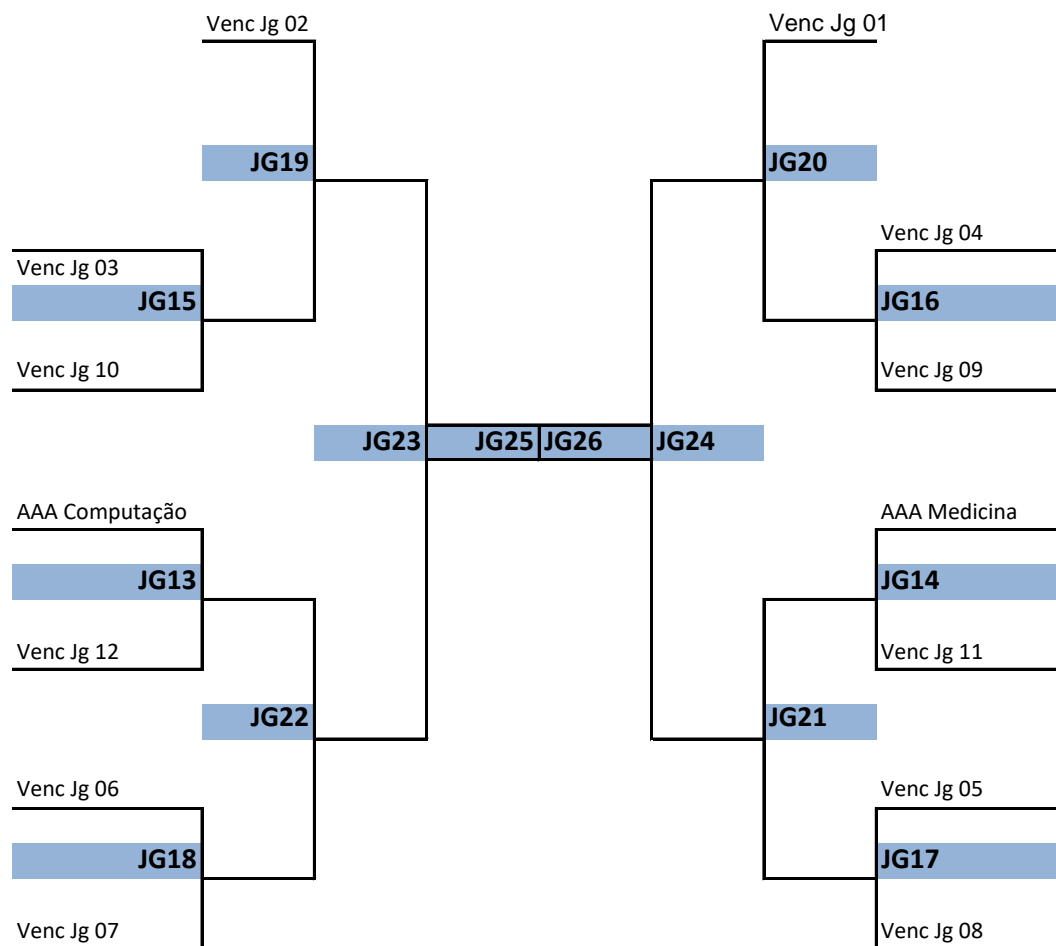 Venc Jg 02
Venc Jg 01
JG19
JG20
Venc Jg 03
Venc Jg 04
JG15
JG16
Venc Jg 10
Venc Jg 09
JG23
JG25
JG26
JG24
AAA Computação
AAA Medicina
JG13
JG14
Venc Jg 12
Venc Jg 11
JG22
JG21
Venc Jg 06
Venc Jg 05
JG18
JG17
Venc Jg 07
Venc Jg 08